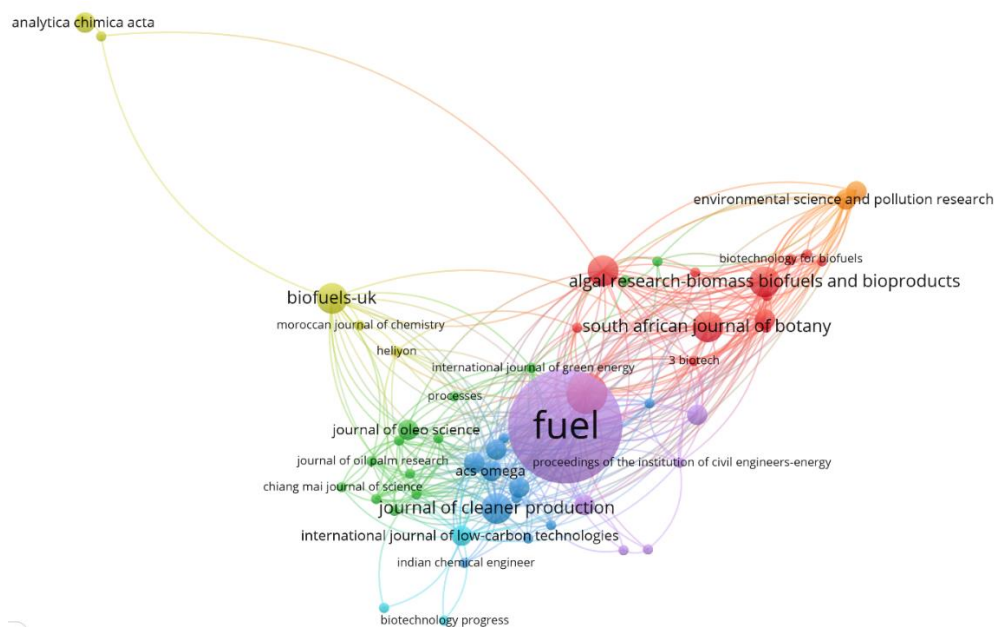 analytica chimica acta
environmental science and pollution research
biotechnology for biofuels
algal research-biomass biofuels and bioproducts
biofuels-uk
moroccan journal of chemistry
south african journal of botany
heliyon
3 biotech
international journal of green energy
processes
fuel
journal of oleo science
journal of oil palm research
proceedings of the institution of civil engineers-energy
acs omega
chiang mai journal of science
journal of cleaner production
international journal of low-carbon technologies
indian chemical engineer
biotechnology progress